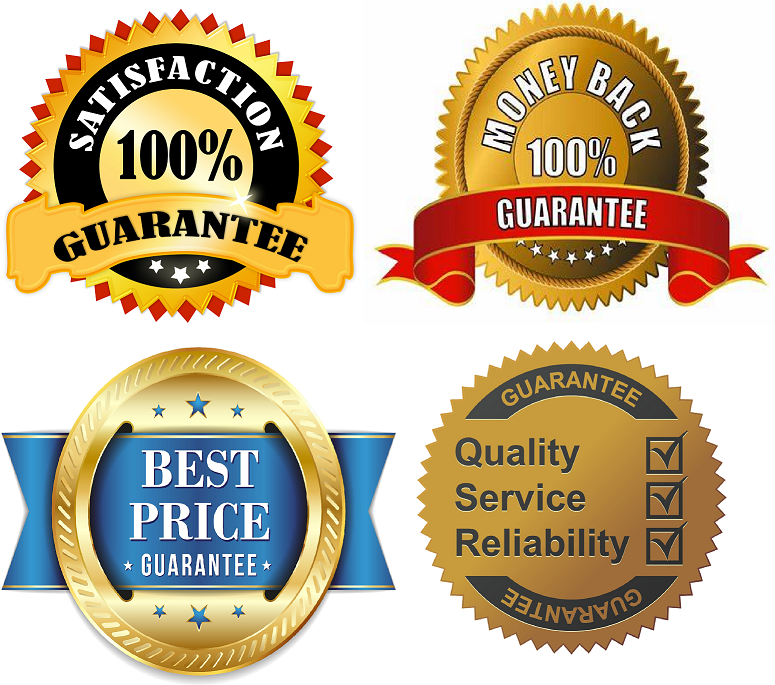 SATISFACTION
100%
GUARANTEE
MONEY BACK
100%
GUARANTEE
BEST
PRICE
GUARANTEE
GUARANTEE
Quality
Service
Reliability
GUARANTEE